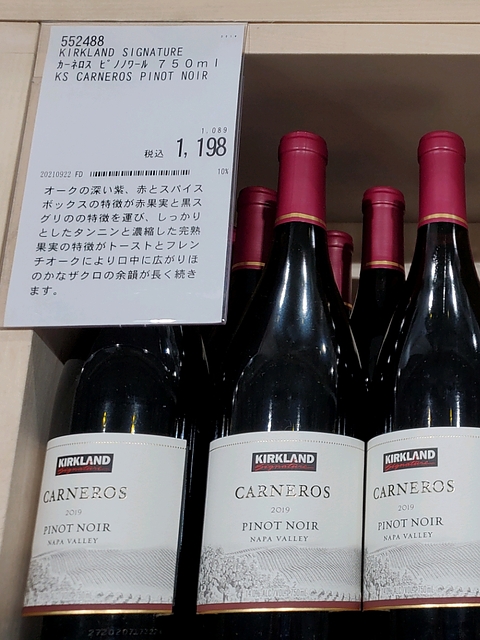 552488
KIRKLAND SIGNATURE
カーネロス ピノノワール 750ml
KS CARNEROS PINOT NOIR
1,089
税込 1,198
20210922 FD 10%
オークの深い紫、赤とスパイス
ボックスの特徴が赤果実と黒ス
グリのの特徴を運び、しっかり
としたタンニンと濃縮した完熟
果実の特徴がトーストとフレン
チオークにより口中に広がりほ
のかなザクロの余韻が長く続き
ます。
KIRKLAND
Signature
CARNEROS
2019
PINOT NOIR
NAPA VALLEY
KIRKLAND
Signature
CARNEROS
2019
PINOT NOIR
NAPA VALLEY
KIRKLAND
Signature
CARNEROS
2019
PINOT NOIR
NAPA VALLEY